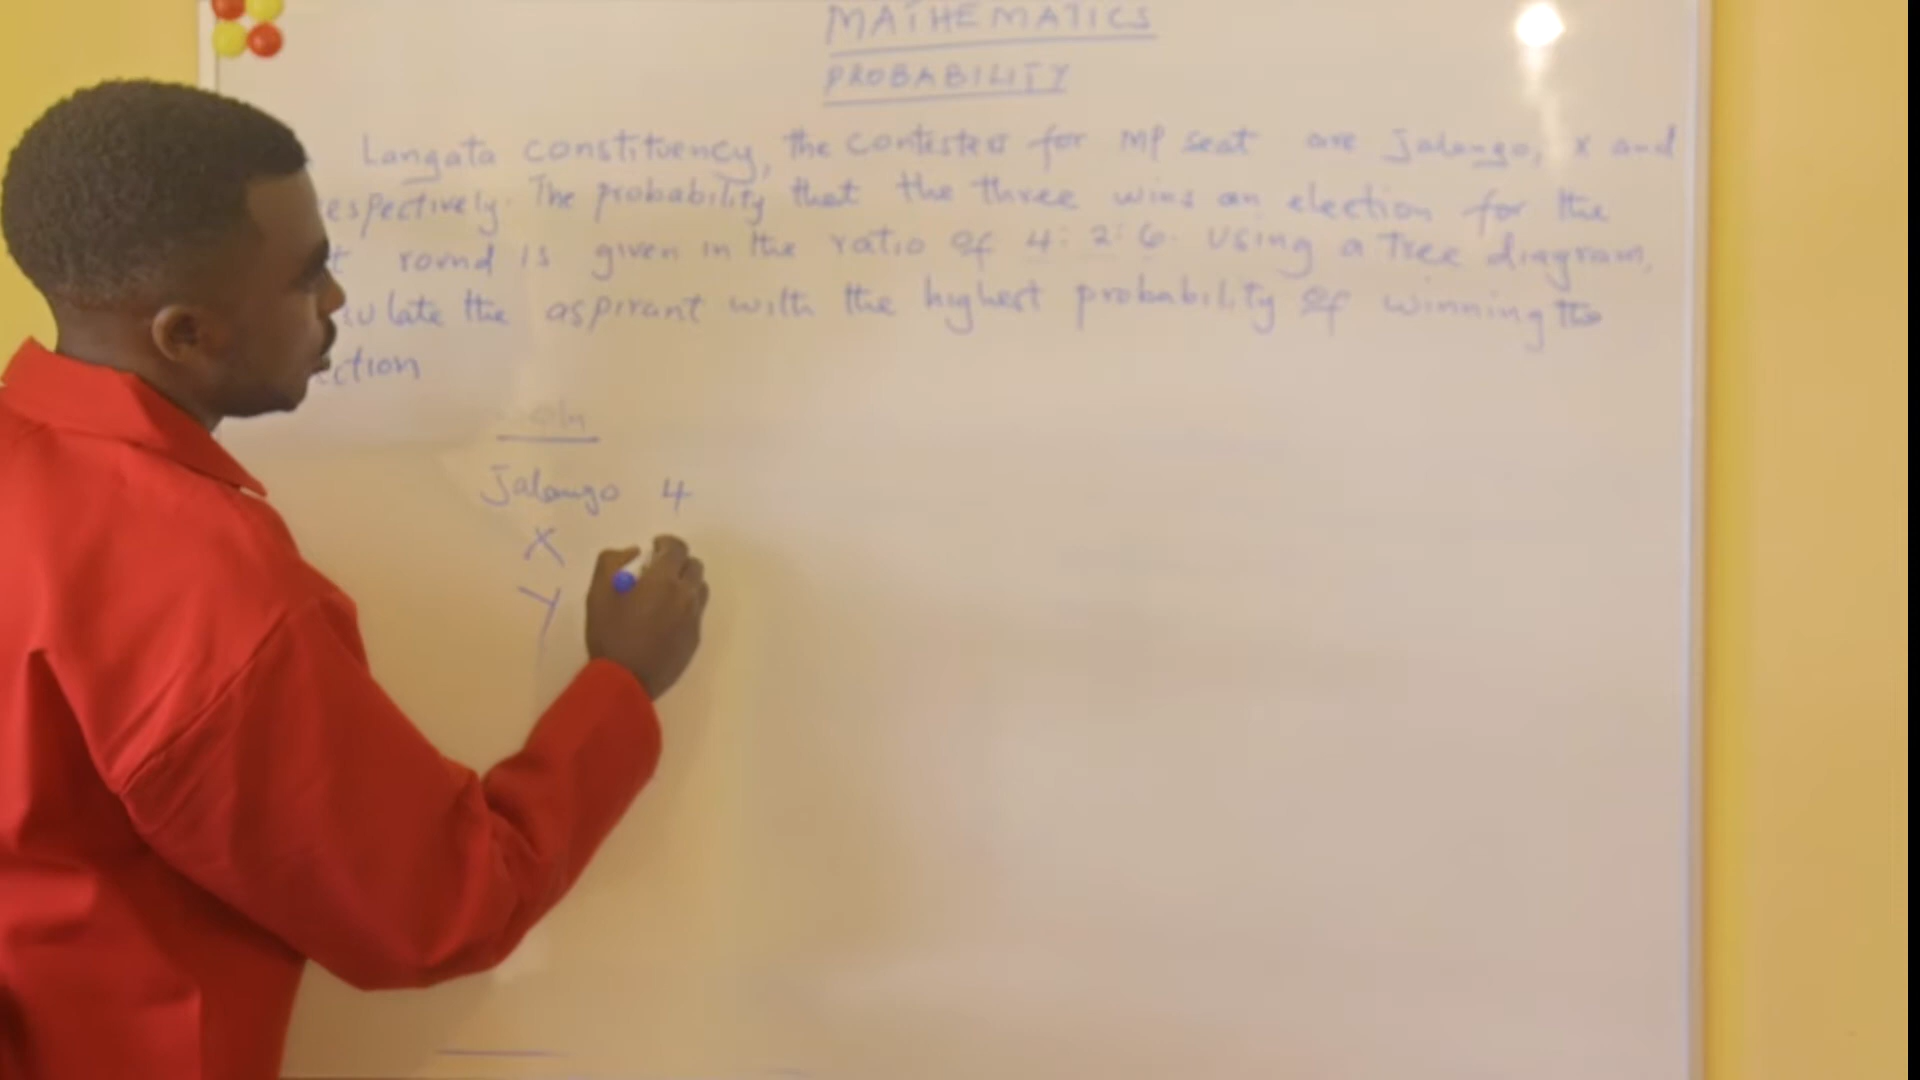 MATHEMATICS
PROBABILITY
Langata constituency, the contesters for MP seat are Jalango, X and
espectively. The probability that the three wins an election for the
t round is given in the ratio of 4:2:6. Using a Tree diagram,
ulate the aspirant with the highest probability of winning the
ction
oln
Jalango 4
X
Y